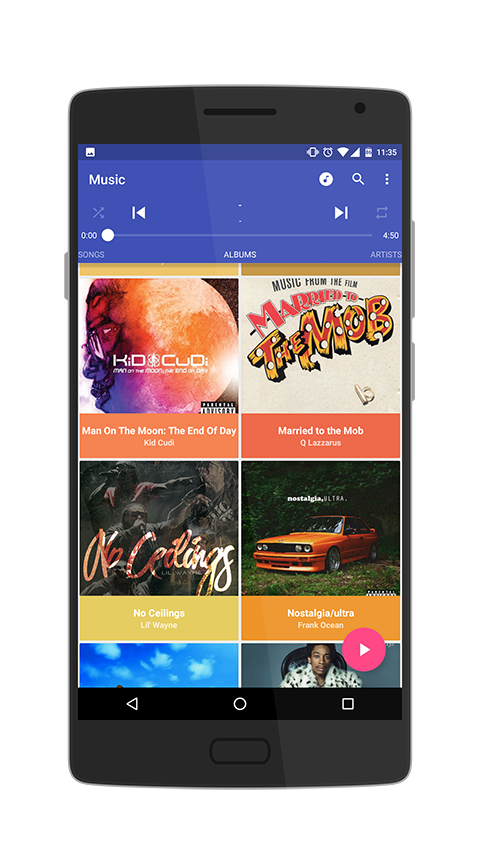 11:35
Music
0:00
4:50
SONGS
ALBUMS
ARTISTS
KiD CuDi
MAN ON THE MOON: THE END OF DAY
PARENTAL
ADVISORY
Man On The Moon: The End Of Day
Kid Cudi
MUSIC FROM THE FILM
MARRIED TO
THE MOB
Married to the Mob
Q Lazzarus
No Ceilings
LIL WAYNE
No Ceilings
Lil' Wayne
nostalgia,ULTRA.
PARENTAL
Nostalgia/ultra
Frank Ocean